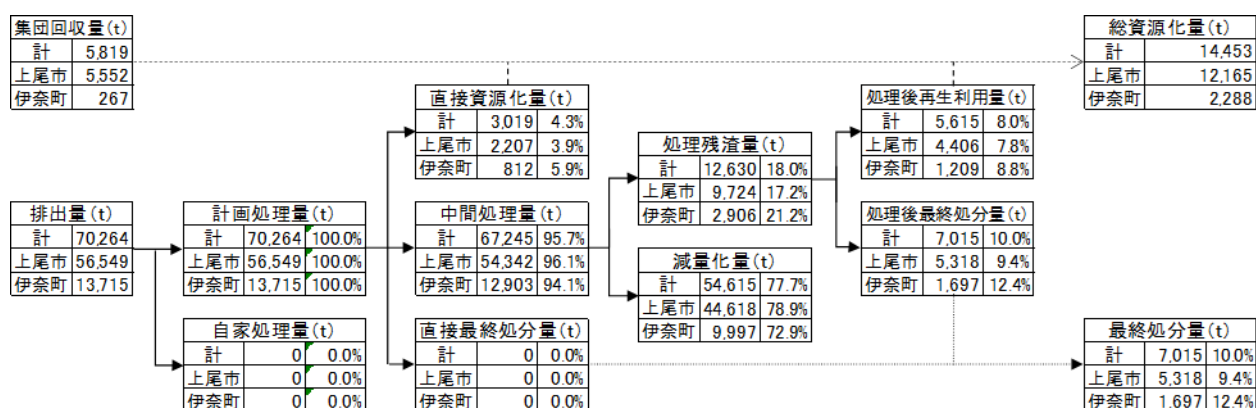 集団回収量(t)
計 5,819
上尾市 5,552
伊奈町 267
総資源化量(t)
計 14,453
上尾市 12,165
伊奈町 2,288
直接資源化量(t)
計 3,019 4.3%
上尾市 2,207 3.9%
伊奈町 812 5.9%
処理後再生利用量(t)
計 5,615 8.0%
上尾市 4,406 7.8%
伊奈町 1,209 8.8%
処理残渣量(t)
計 12,630 18.0%
上尾市 9,724 17.2%
伊奈町 2,906 21.2%
排出量(t)
計 70,264
上尾市 56,549
伊奈町 13,715
計画処理量(t)
計 70,264 100.0%
上尾市 56,549 100.0%
伊奈町 13,715 100.0%
中間処理量(t)
計 67,245 95.7%
上尾市 54,342 96.1%
伊奈町 12,903 94.1%
処理後最終処分量(t)
計 7,015 10.0%
上尾市 5,318 9.4%
伊奈町 1,697 12.4%
減量化量(t)
計 54,615 77.7%
上尾市 44,618 78.9%
伊奈町 9,997 72.9%
自家処理量(t)
計 0 0.0%
上尾市 0 0.0%
伊奈町 0 0.0%
直接最終処分量(t)
計 0 0.0%
上尾市 0 0.0%
伊奈町 0 0.0%
最終処分量(t)
計 7,015 10.0%
上尾市 5,318 9.4%
伊奈町 1,697 12.4%